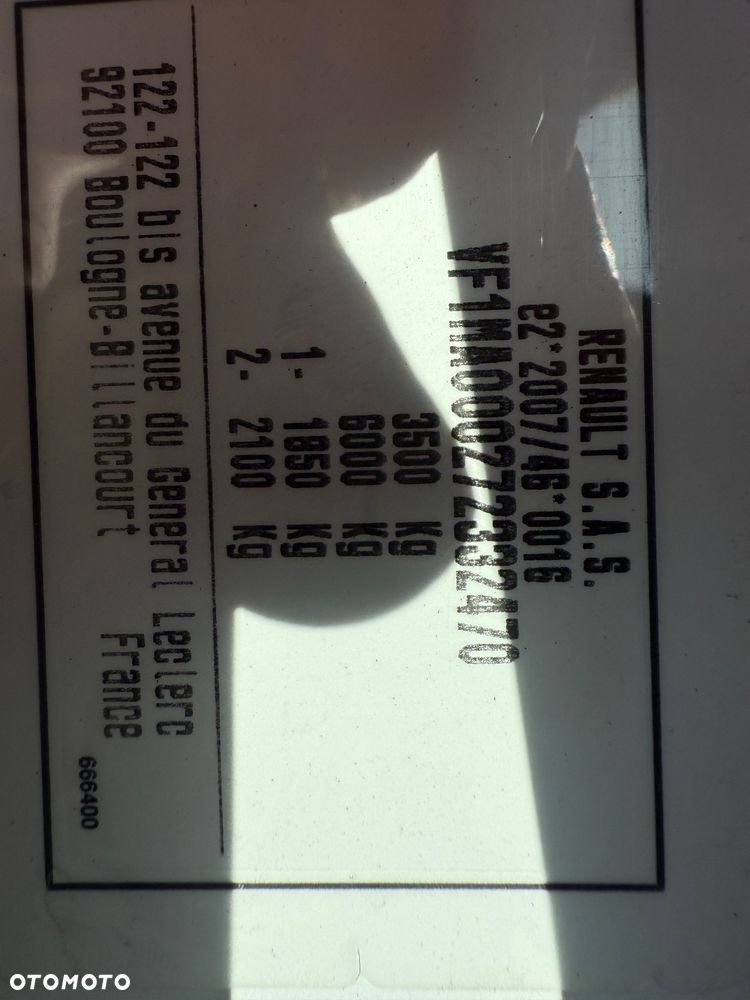 RENAULT S.A.S.
e2*2007/46*0016
VF1MA000272332470
3500 kg
6000 kg
1- 1850 kg
2- 2100 kg
122-122 bis avenue du General Leclerc
92100 Boulogne-Billancourt France
666400
OTOMOTO